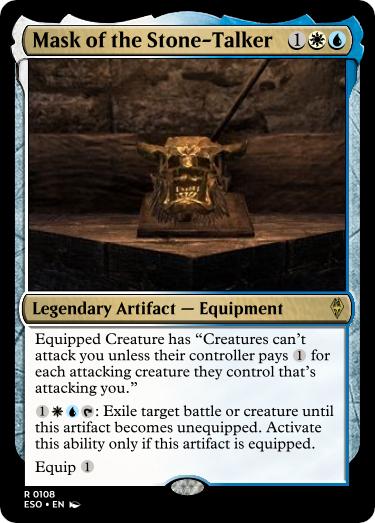 Mask of the Stone-Talker 1
Legendary Artifact — Equipment
Equipped Creature has “Creatures can’t
attack you unless their controller pays 1 for
each attacking creature they control that’s
attacking you.”
1: Exile target battle or creature until
this artifact becomes unequipped. Activate
this ability only if this artifact is equipped.
Equip 1
R 0108
ESO • EN